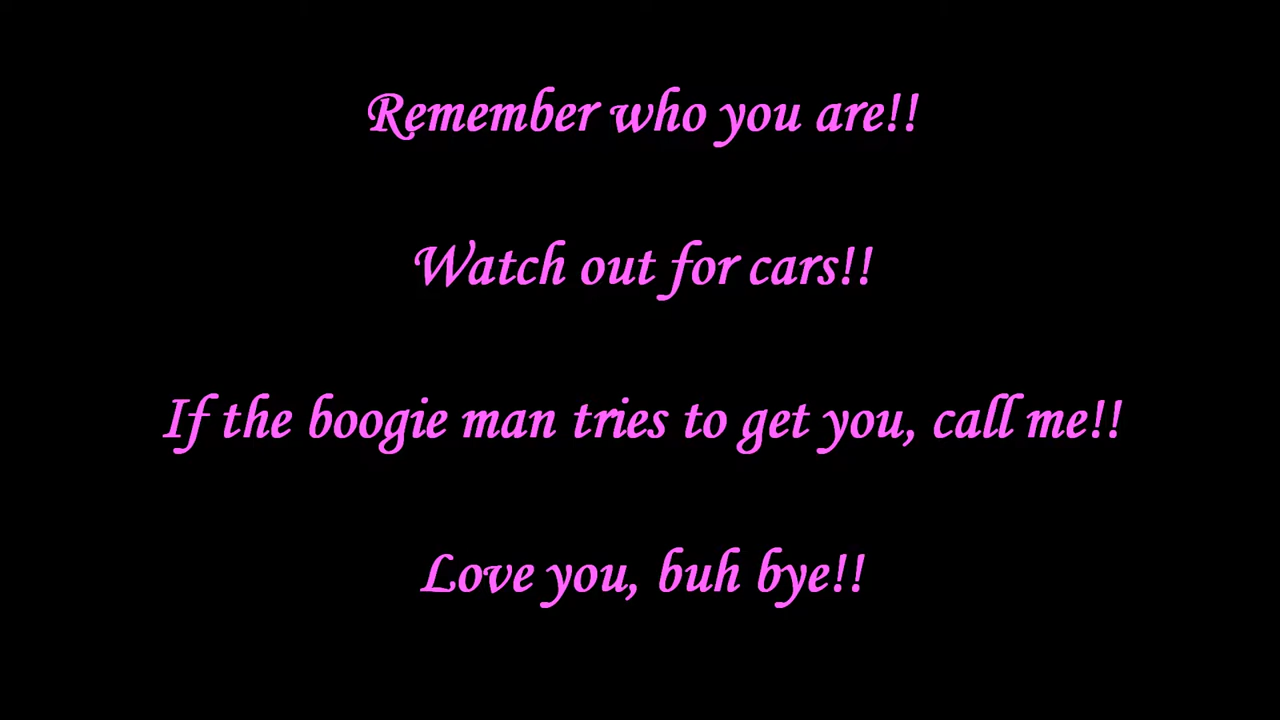 Remember who you are!!
Watch out for cars!!
If the boogie man tries to get you, call me!!
Love you, buh bye!!